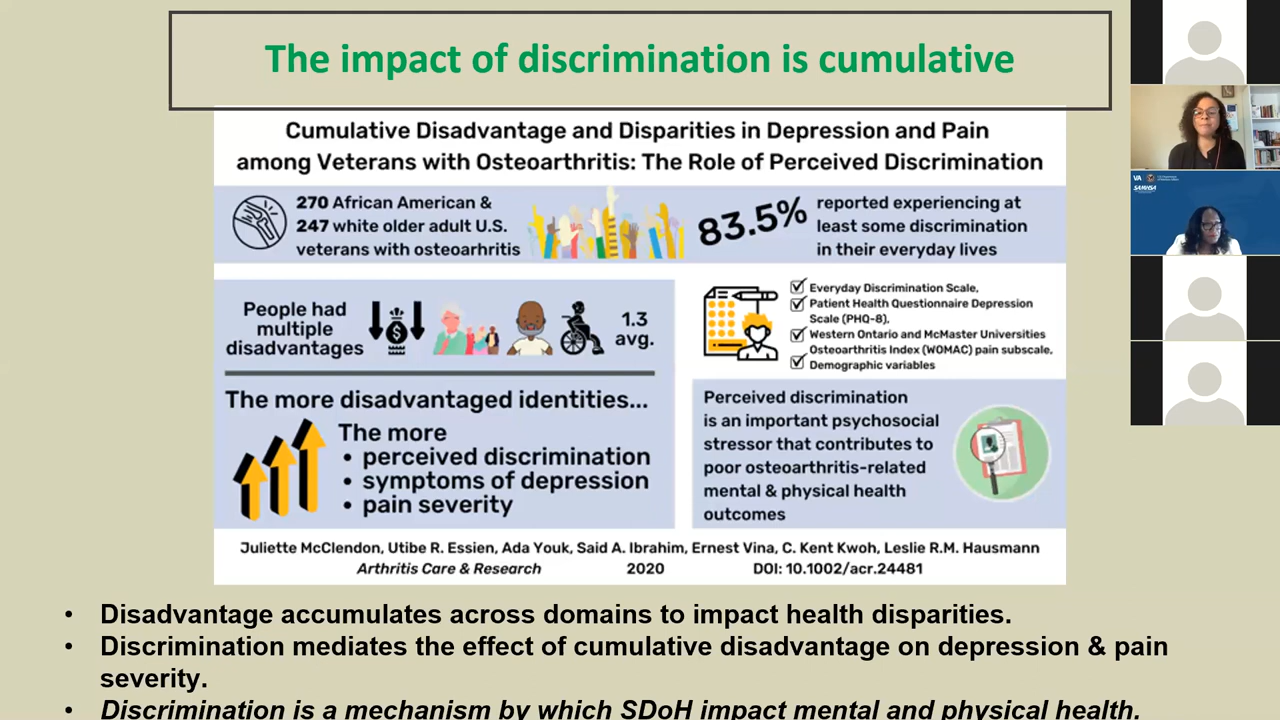 The impact of discrimination is cumulative
Cumulative Disadvantage and Disparities in Depression and Pain
among Veterans with Osteoarthritis: The Role of Perceived Discrimination
270 African American &
247 white older adult U.S.
veterans with osteoarhritis
83.5%
reported experiencing at
least some discrimination
in their everyday lives
People had
multiple
disadvantages
1.3
avg.
The more disadvantaged identities...
The more
• perceived discrimination
• symptoms of depression
• pain severity
Everyday Discrimination Scale,
Patient Health Questionnaire Depression
Scale (PHQ-8),
Western Ontario and McMaster Universities
Osteoarthritis Index (WOMAC) pain subscale,
Demographic variables
Perceived discrimination
is an important psychosocial
stressor that contributes to
poor osteoarthritis-related
mental & physical health
outcomes
Juliette McClendon, Utibe R. Essien, Ada Youk, Said A. Ibrahim, Ernest Vina, C. Kent Kwoh, Leslie R.M. Hausmann
Arthritis Care & Research 2020 DOI: 10.1002/acr.24481
• Disadvantage accumulates across domains to impact health disparities.
• Discrimination mediates the effect of cumulative disadvantage on depression & pain
severity.
• Discrimination is a mechanism by which SDoH impact mental and physical health.
VA
SAMHSA